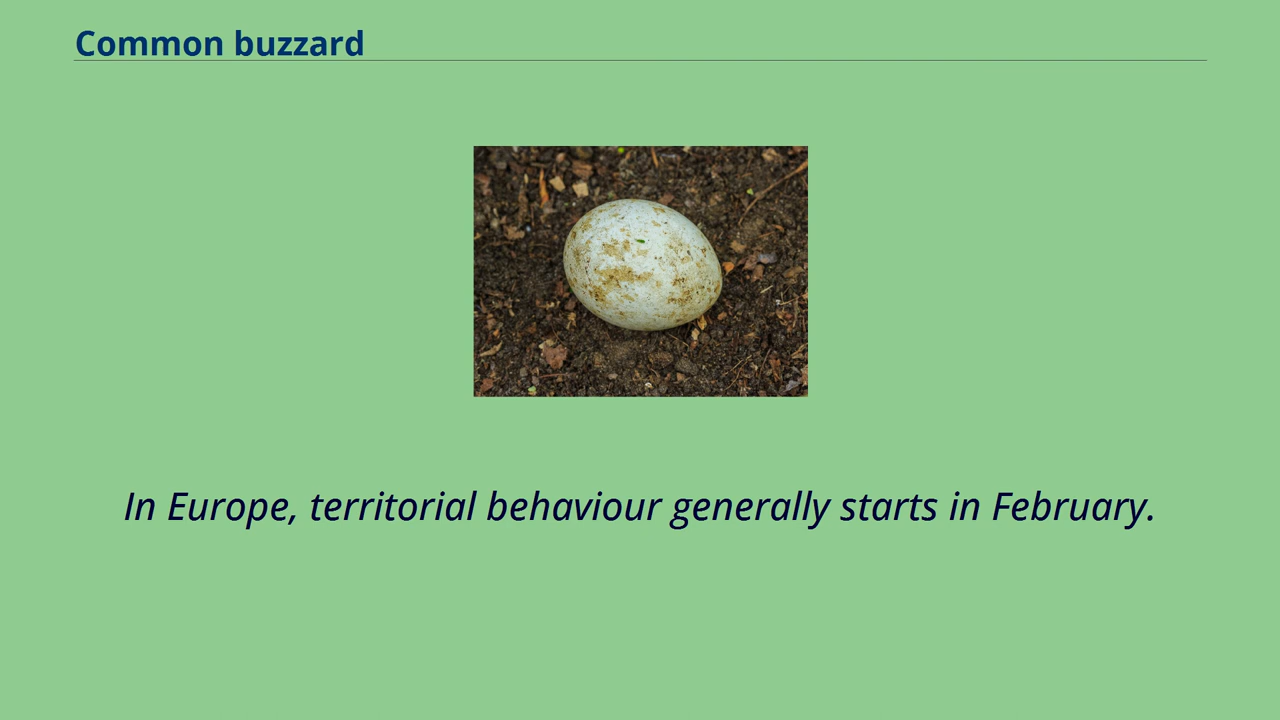 Common buzzard
In Europe, territorial behaviour generally starts in February.